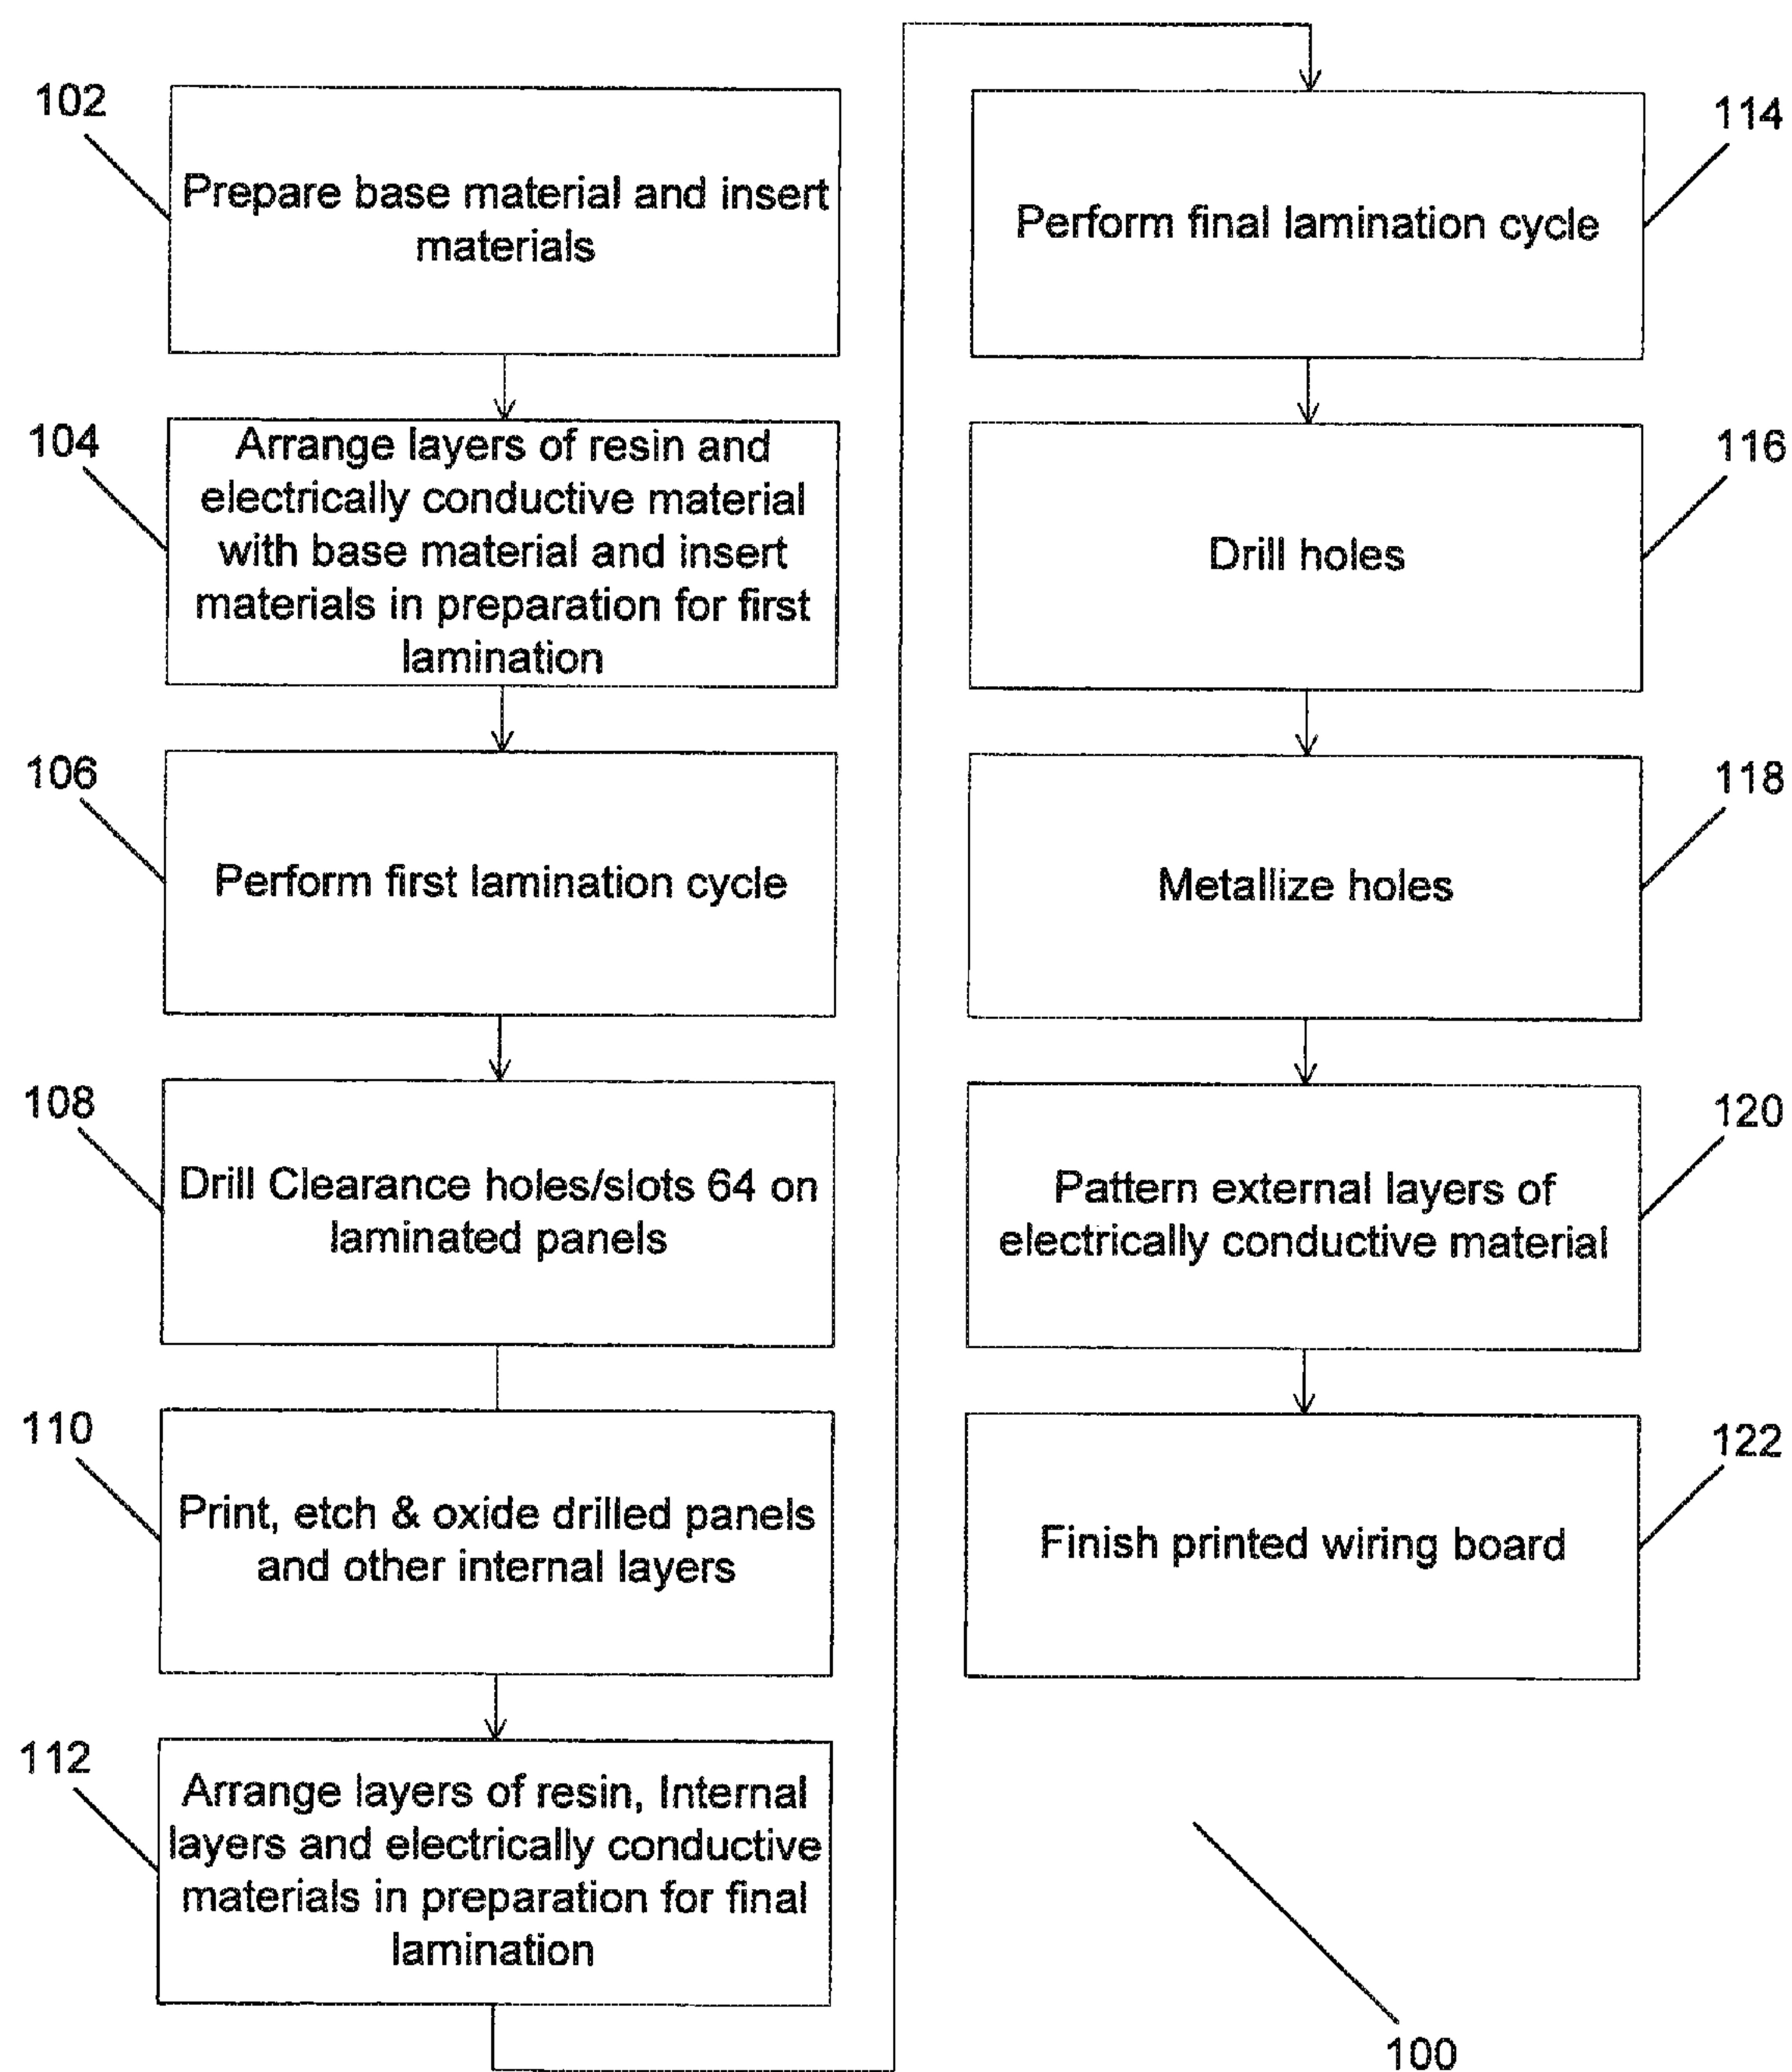 102
Prepare base material and insert
materials
104
Arrange layers of resin and
electrically conductive material
with base material and insert
materials in preparation for first
lamination
106
Perform first lamination cycle
108
Drill Clearance holes/slots 64 on
laminated panels
110
Print, etch & oxide drilled panels
and other internal layers
112
Arrange layers of resin, Internal
layers and electrically conductive
materials in preparation for final
lamination
114
Perform final lamination cycle
116
Drill holes
118
Metallize holes
120
Pattern external layers of
electrically conductive material
122
Finish printed wiring board
100